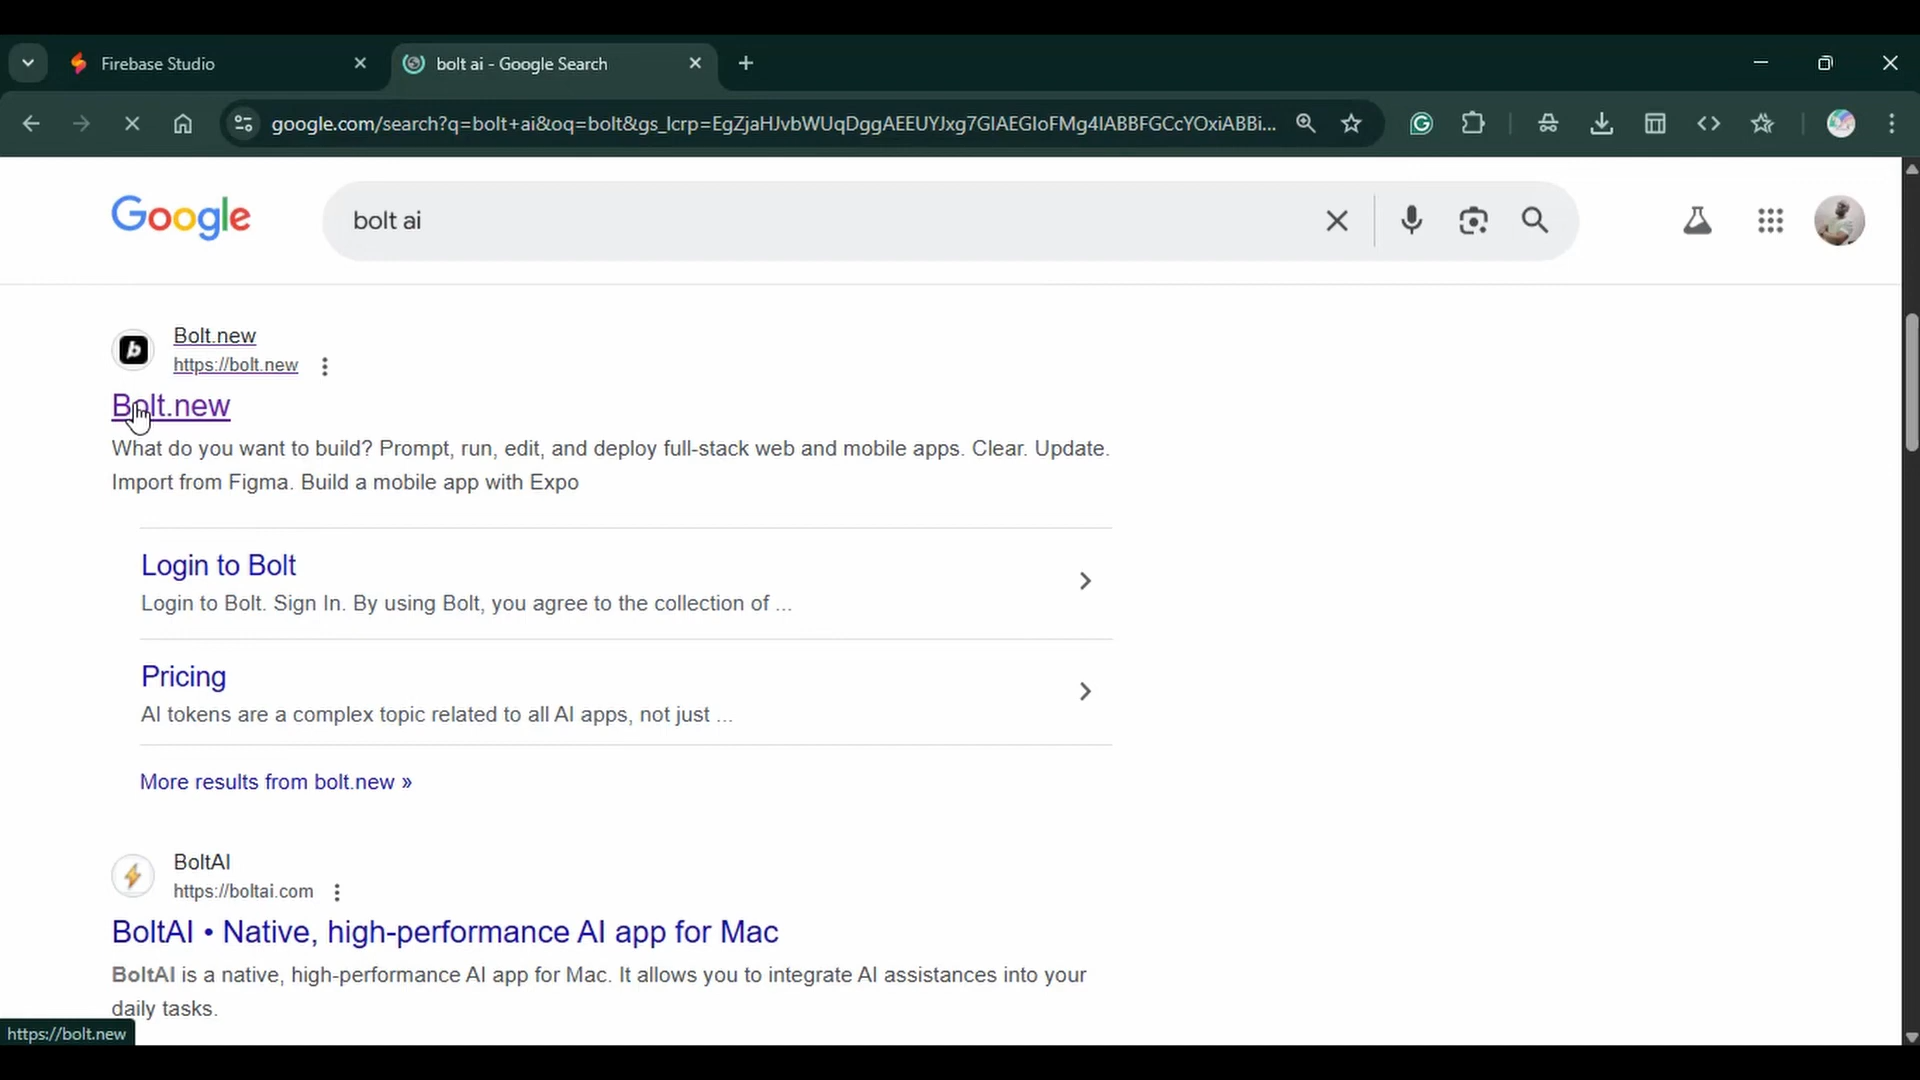 Firebase Studio
bolt ai - Google Search
google.com/search?q=bolt+ai&oq=bolt&gs_lcrp=EgZjaHJvbWUqDggAEEUYJxg7GIAEGIoFMg4IABBFGCcYOxiABBi...
Google
bolt ai
Bolt.new
https://bolt.new
Bolt.new
What do you want to build? Prompt, run, edit, and deploy full-stack web and mobile apps. Clear. Update.
Import from Figma. Build a mobile app with Expo
Login to Bolt
Login to Bolt. Sign In. By using Bolt, you agree to the collection of ...
Pricing
AI tokens are a complex topic related to all AI apps, not just ...
More results from bolt.new »
BoltAI
https://boltai.com
BoltAI • Native, high-performance AI app for Mac
BoltAI is a native, high-performance AI app for Mac. It allows you to integrate AI assistances into your
daily tasks.
https://bolt.new